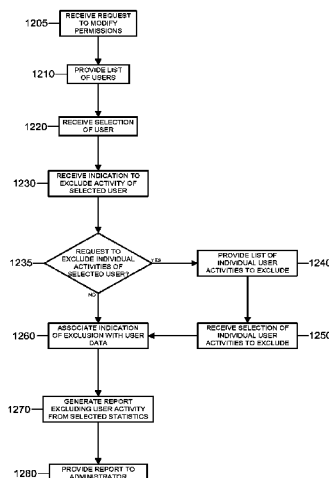 1205
RECEIVE REQUEST
TO MODIFY
PERMISSIONS
1210
PROVIDE LIST
OF USERS
1220
RECEIVE SELECTION
OF USER
1230
RECEIVE INDICATION TO
EXCLUDE ACTIVITY OF
SELECTED USER
1235
REQUEST TO
EXCLUDE INDIVIDUAL
ACTIVITIES OF
SELECTED USER?
YES
NO
PROVIDE LIST OF
INDIVIDUAL USER
ACTIVITIES TO EXCLUDE
1240
RECEIVE SELECTION OF
INDIVIDUAL USER
ACTIVITIES TO EXCLUDE
1250
1260
ASSOCIATE INDICATION
OF EXCLUSION WITH USER
DATA
1270
GENERATE REPORT
EXCLUDING USER ACTIVITY
FROM SELECTED STATISTICS
1280
PROVIDE REPORT TO
ADMINISTRATOR